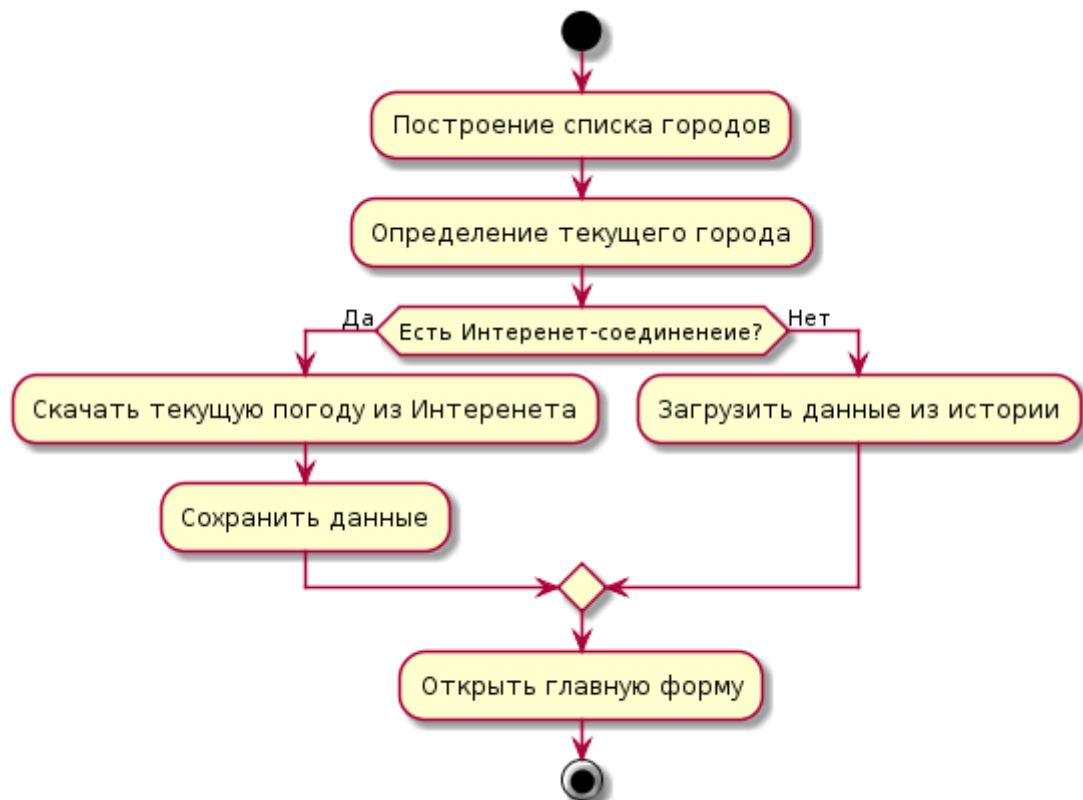 Построение списка городов
Определение текущего города
Да
Есть Интеренет-соединенеие?
Нет
Скачать текущую погоду из Интеренета
Загрузить данные из истории
Сохранить данные
Открыть главную форму